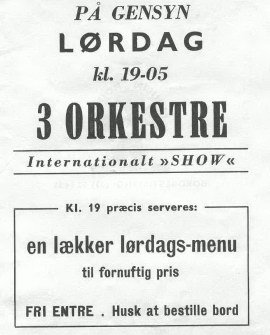 PÅ GENSYN
LØRDAG
kl. 19-05
3 ORKESTRE
Internationalt »SHOW«
Kl. 19 præcis serveres:
en lækker lørdags-menu
til fornuftig pris
FRI ENTRE . Husk at bestille bord